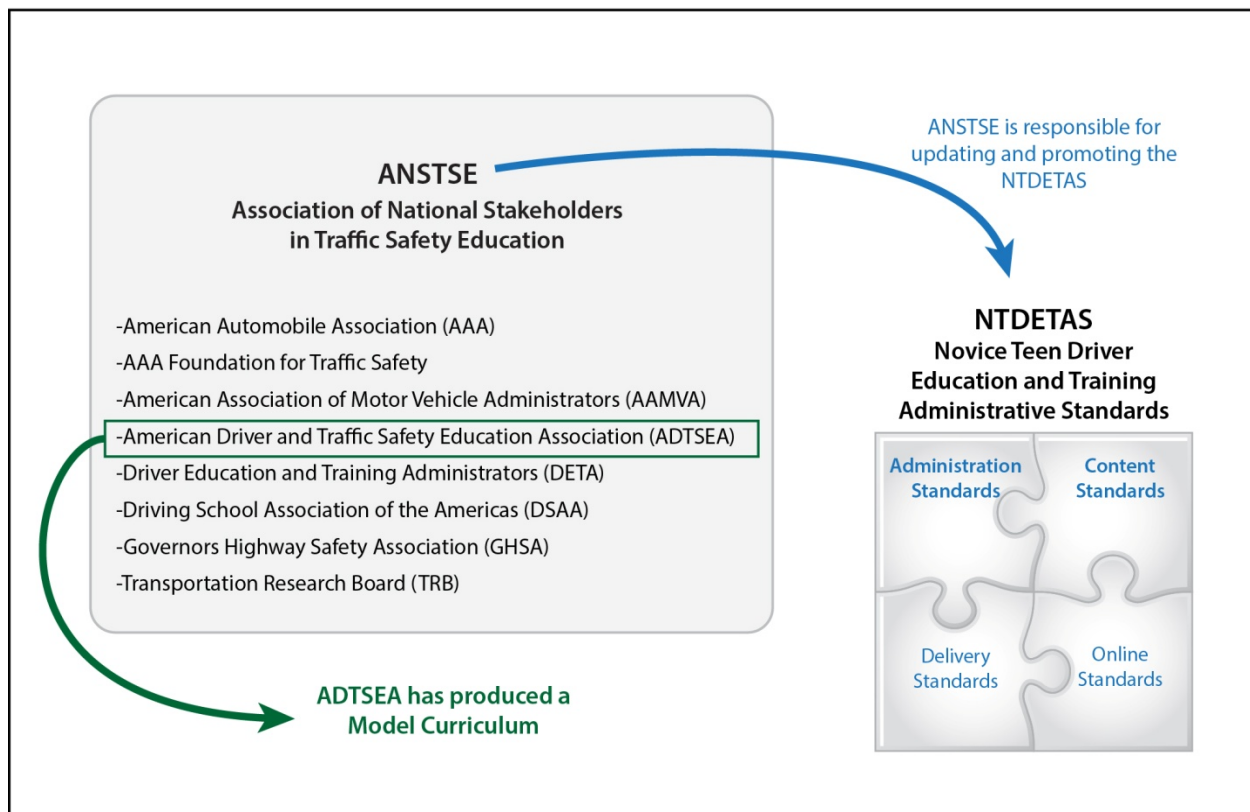 ANSTSE
Association of National Stakeholders
in Traffic Safety Education
-American Automobile Association (AAA)
-AAA Foundation for Traffic Safety
-American Association of Motor Vehicle Administrators (AAMVA)
-American Driver and Traffic Safety Education Association (ADTSEA)
-Driver Education and Training Administrators (DETA)
-Driving School Association of the Americas (DSAA)
-Governors Highway Safety Association (GHSA)
-Transportation Research Board (TRB)
ADTSEA has produced a
Model Curriculum
ANSTSE is responsible for
updating and promoting the
NTDETAS
NTDETAS
Novice Teen Driver
Education and Training
Administrative Standards
Administration
Standards
Content
Standards
Delivery
Standards
Online
Standards